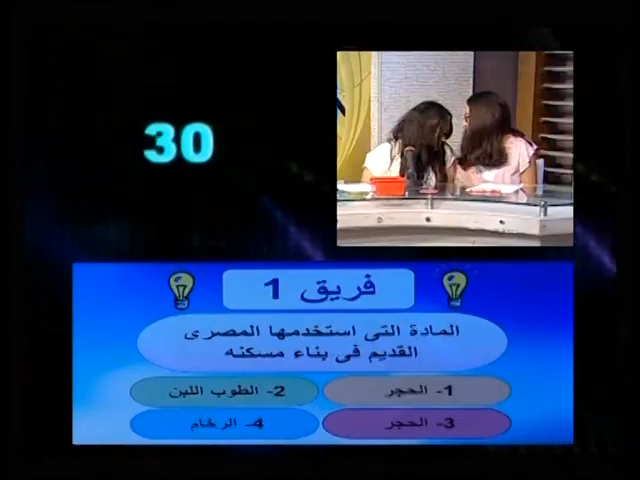 30
فريق 1
المادة التى استخدمها المصرى
القديم فى بناء مسكنه
1- الحجر
2- الطوب اللبن
3- الحجر
4- الرخام